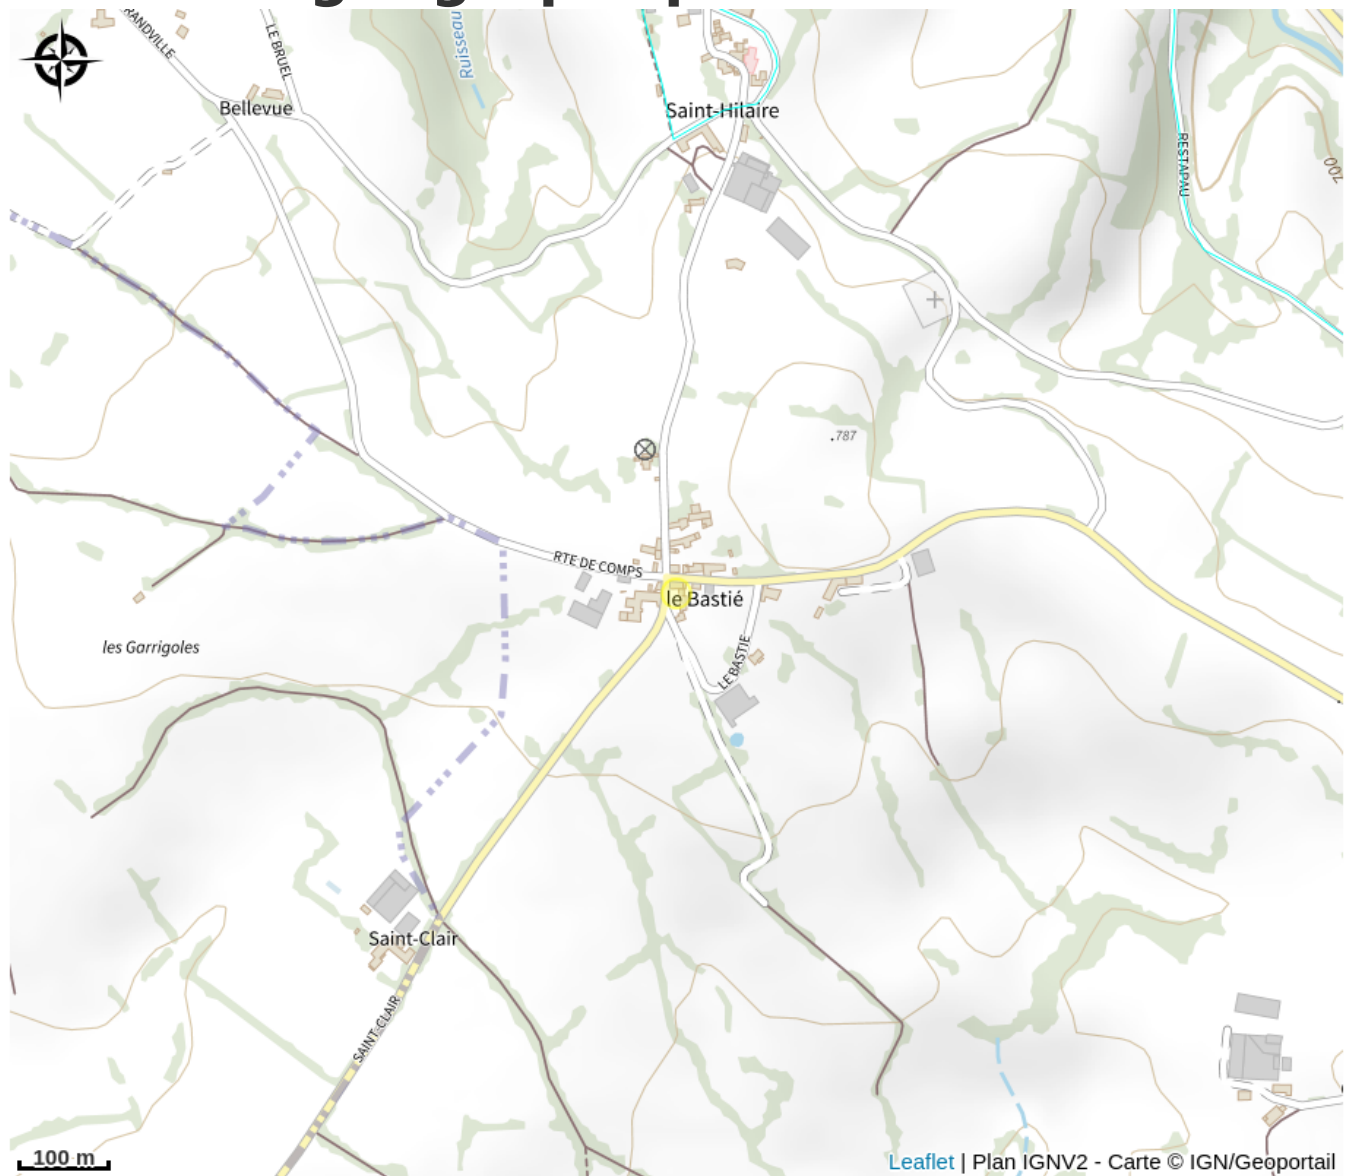 RANDVILLE
LE BRUEL
Ruisseau
Bellevue
Saint-Hilaire
RESTAPAU
700
.787
RTE DE COMPS
le Bastié
les Garrigoles
LE BASTIE
Saint-Clair
SAINT-CLAIR
100 m
Leaflet | Plan IGNV2 - Carte © IGN/Geoportail